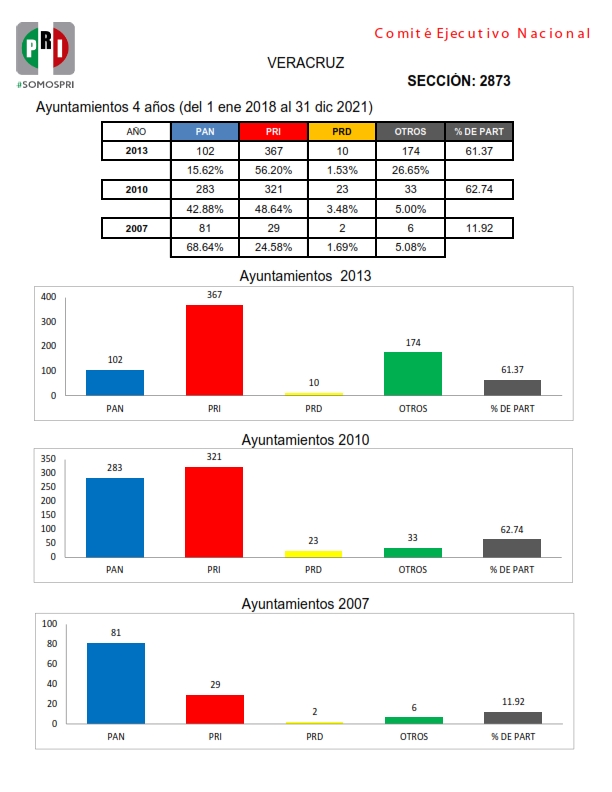 PRI
#SOMOSPRI
Comité Ejecutivo Nacional
VERACRUZ
SECCIÓN: 2873
Ayuntamientos 4 años (del 1 ene 2018 al 31 dic 2021)
AÑO PAN PRI PRD OTROS % DE PART
2013 102 367 10 174 61.37
15.62% 56.20% 1.53% 26.65%
2010 283 321 23 33 62.74
42.88% 48.64% 3.48% 5.00%
2007 81 29 2 6 11.92
68.64% 24.58% 1.69% 5.08%
Ayuntamientos 2013
400
300
200
100
0
102 367 10 174 61.37
PAN PRI PRD OTROS % DE PART
Ayuntamientos 2010
350
300
250
200
150
100
50
0
283 321 23 33 62.74
PAN PRI PRD OTROS % DE PART
Ayuntamientos 2007
100
80
60
40
20
0
81 29 2 6 11.92
PAN PRI PRD OTROS % DE PART